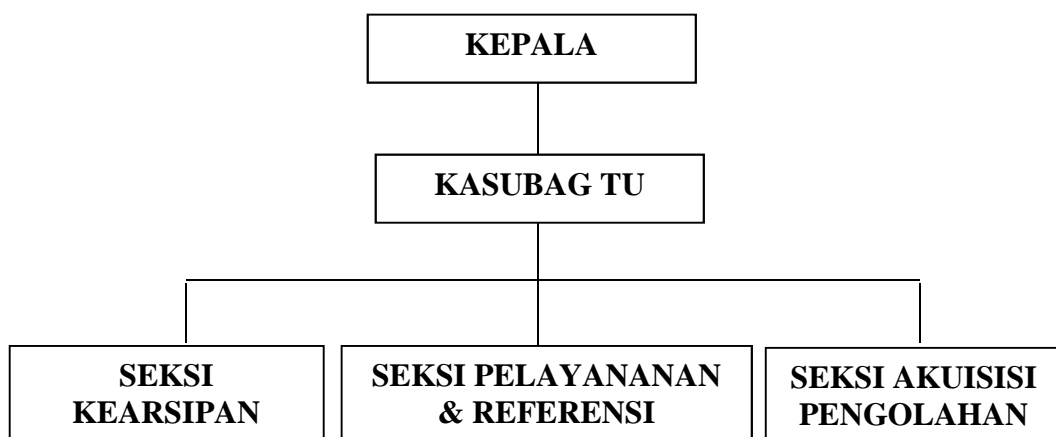 KEPALA
KASUBAG TU
SEKSI
KEARSIPAN
SEKSI PELAYANANAN
& REFERENSI
SEKSI AKUISISI
PENGOLAHAN